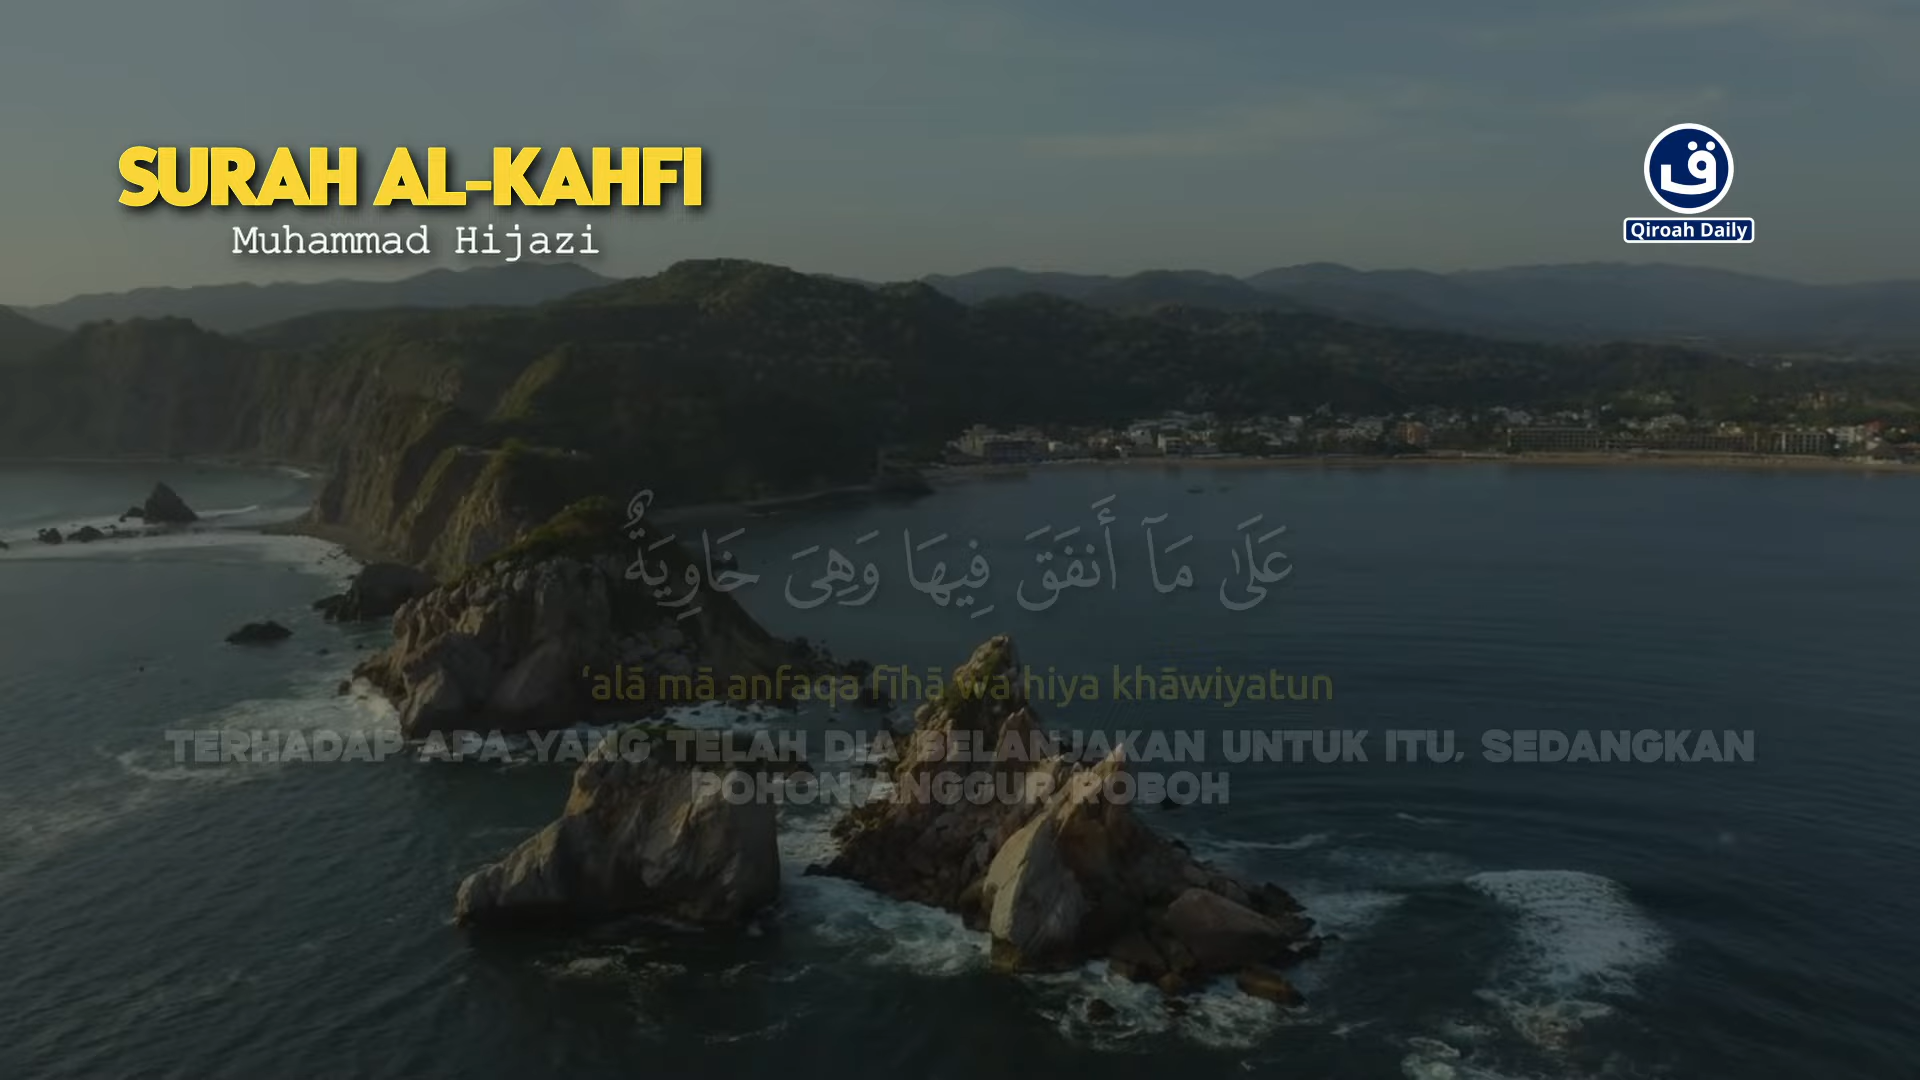 SURAH AL-KAHFI
Muhammad Hijazi
ق
Qiroah Daily
عَلَىٰ مَآ أَنفَقَ فِيهَا وَهِىَ خَاوِيَةٌ
‘alā mā anfaqa fīhā wa hiya khāwiyatun
TERHADAP APA YANG TELAH DIA BELANJAKAN UNTUK ITU, SEDANGKAN
POHON ANGGUR ROBOH